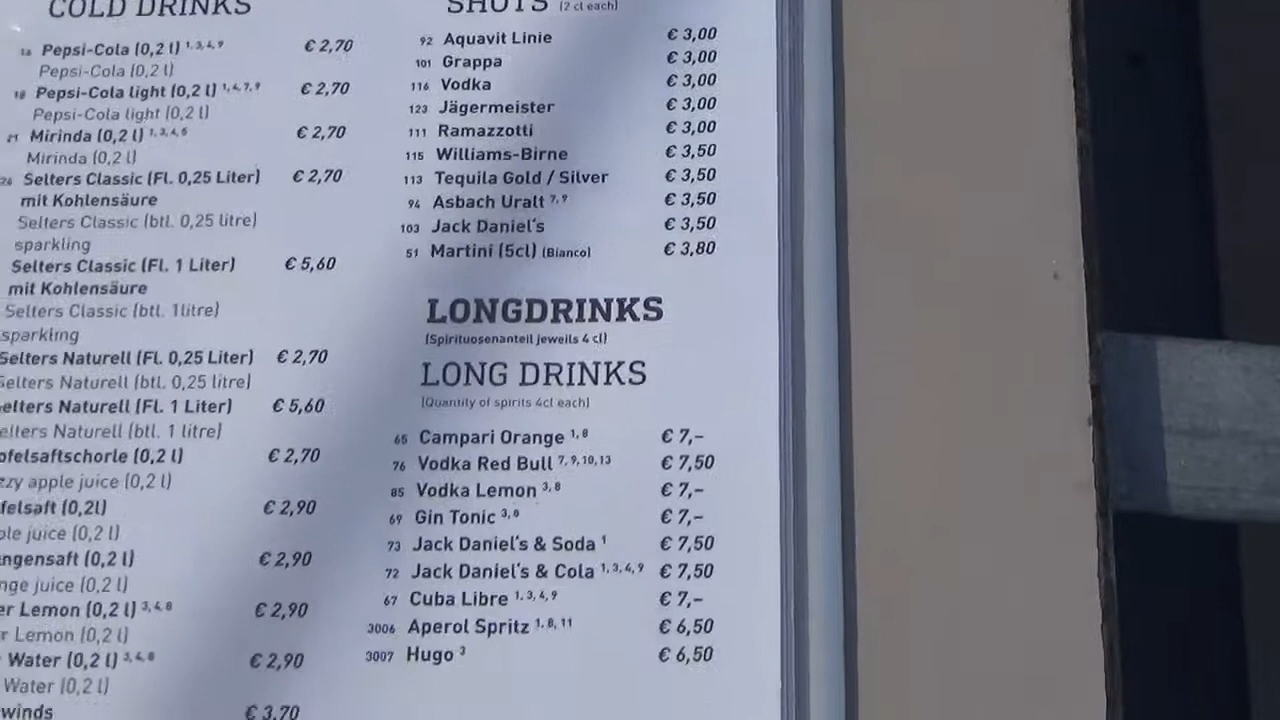 COLD DRINKS
16 Pepsi-Cola (0,2 l) 1, 3, 4, 9 € 2,70
Pepsi-Cola (0,2 l)
18 Pepsi-Cola light (0,2 l) 1, 4, 7, 9 € 2,70
Pepsi-Cola light (0,2 l)
21 Mirinda (0,2 l) 1, 3, 4, 6 € 2,70
Mirinda (0,2 l)
26 Selters Classic (Fl. 0,25 Liter) € 2,70
mit Kohlensäure
Selters Classic (btl. 0,25 litre)
sparkling
Selters Classic (Fl. 1 Liter) € 5,60
mit Kohlensäure
Selters Classic (btl. 1litre)
sparkling
Selters Naturell (Fl. 0,25 Liter) € 2,70
Selters Naturell (btl. 0,25 litre)
elters Naturell (Fl. 1 Liter) € 5,60
elters Naturell (btl. 1 litre)
pfelsaftschorle (0,2 l) € 2,70
zzy apple juice (0,2 l)
felsaft (0,2l) € 2,90
ple juice (0,2 l)
ngensaft (0,2 l) € 2,90
nge juice (0,2 l)
er Lemon (0,2 l) 3, 4, 8 € 2,90
r Lemon (0,2 l)
Water (0,2 l) 3, 4, 8 € 2,90
Water (0,2 l)
winds € 3,70
SHOTS (2 cl each)
92 Aquavit Linie € 3,00
101 Grappa € 3,00
116 Vodka € 3,00
123 Jägermeister € 3,00
111 Ramazzotti € 3,00
115 Williams-Birne € 3,50
113 Tequila Gold / Silver € 3,50
94 Asbach Uralt 7, 9 € 3,50
103 Jack Daniel's € 3,50
51 Martini (5cl) (Bianco) € 3,80
LONGDRINKS
(Spirituosenanteil jeweils 4 cl)
LONG DRINKS
(Quantity of spirits 4cl each)
65 Campari Orange 1, 8 € 7,–
76 Vodka Red Bull 7, 9, 10, 13 € 7,50
85 Vodka Lemon 3, 8 € 7,–
69 Gin Tonic 3, 8 € 7,–
73 Jack Daniel's & Soda 1 € 7,50
72 Jack Daniel's & Cola 1, 3, 4, 9 € 7,50
67 Cuba Libre 1, 3, 4, 9 € 7,–
3006 Aperol Spritz 1, 8, 11 € 6,50
3007 Hugo 3 € 6,50